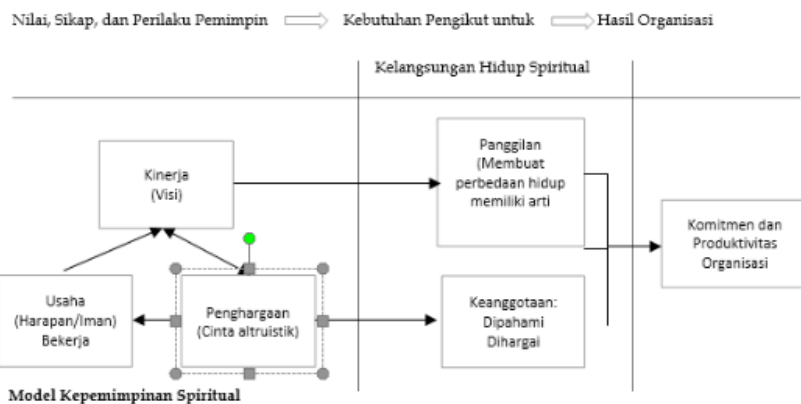 Nilai, Sikap, dan Perilaku Pemimpin
Kebutuhan Pengikut untuk
Hasil Organisasi
Kelangsungan Hidup Spiritual
Kinerja
(Visi)
Panggilan
(Membuat
perbedaan hidup
memiliki arti
Komitmen dan
Produktivitas
Organisasi
Usaha
(Harapan/Iman)
Bekerja
Penghargaan
(Cinta altruistik)
Keanggotaan:
Dipahami
Dihargai
Model Kepemimpinan Spiritual